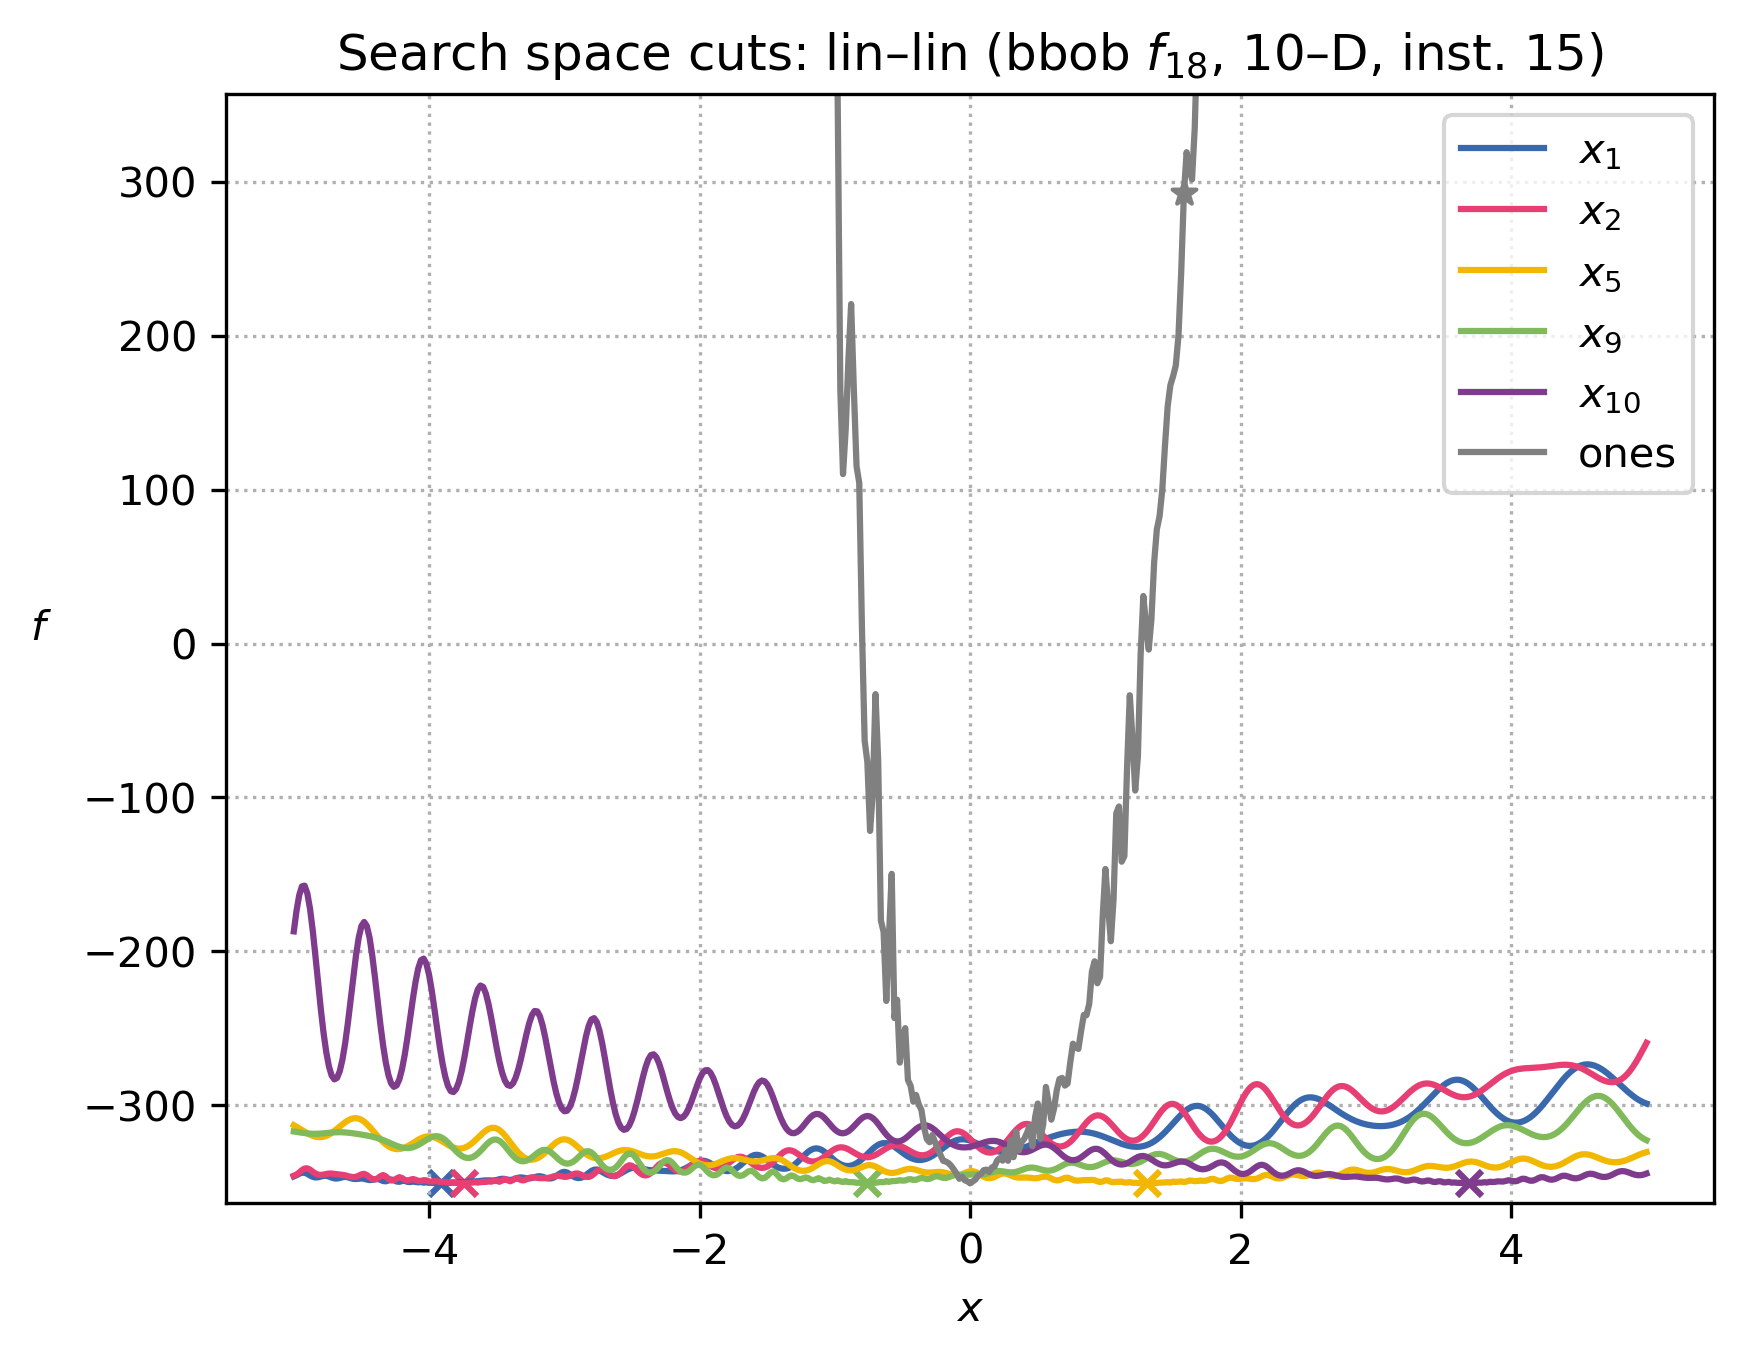 Search space cuts: lin–lin (bbob f₁₈, 10–D, inst. 15)
300
200
100
0
−100
−200
−300
f
−4
−2
0
2
4
x
x₁
x₂
x₅
x₉
x₁₀
ones